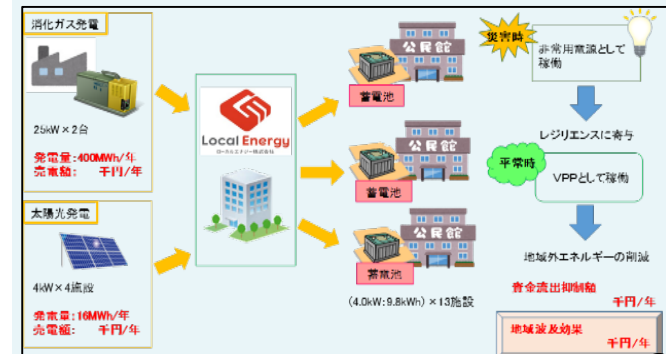 消化ガス発電
25kW×2台
発電量:400MWh/年
売電額: 千円/年
太陽光発電
4kW×4施設
発電量:16MWh/年
売電額: 千円/年
Local Energy
ローカルエナジー株式会社
公民館
蓄電池
公民館
蓄電池
公民館
蓄電池
(4.0kW:9.8kWh)×13施設
災害時
非常用電源として
稼働
レジリエンスに寄与
平常時
VPPとして稼働
地域外エネルギーの削減
資金流出抑制額
千円/年
地域波及効果
千円/年